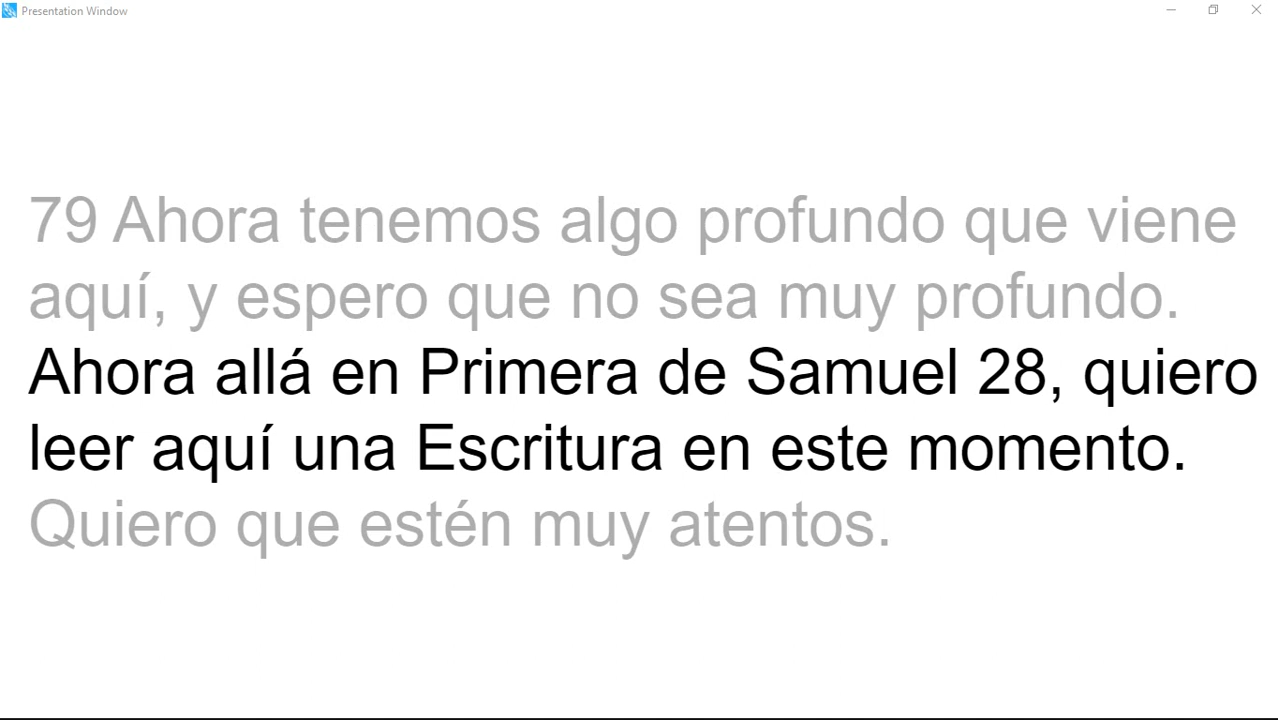 Presentation Window
79 Ahora tenemos algo profundo que viene
aquí, y espero que no sea muy profundo.
Ahora allá en Primera de Samuel 28, quiero
leer aquí una Escritura en este momento.
Quiero que estén muy atentos.